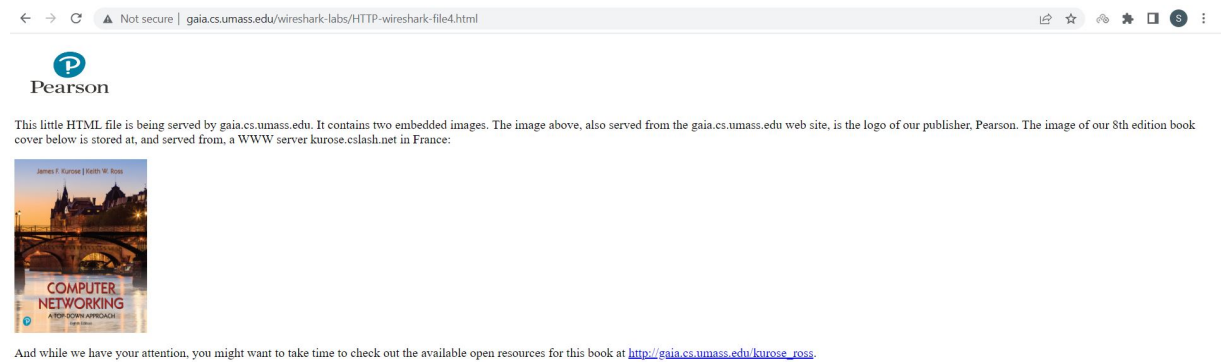 Not secure | gaia.cs.umass.edu/wireshark-labs/HTTP-wireshark-file4.html
S
Pearson
This little HTML file is being served by gaia.cs.umass.edu. It contains two embedded images. The image above, also served from the gaia.cs.umass.edu web site, is the logo of our publisher, Pearson. The image of our 8th edition book
cover below is stored at, and served from, a WWW server kurose.cslash.net in France:
James F. Kurose | Keith W. Ross
COMPUTER
NETWORKING
A TOP-DOWN APPROACH
Eighth Edition
And while we have your attention, you might want to take time to check out the available open resources for this book at http://gaia.cs.umass.edu/kurose_ross.